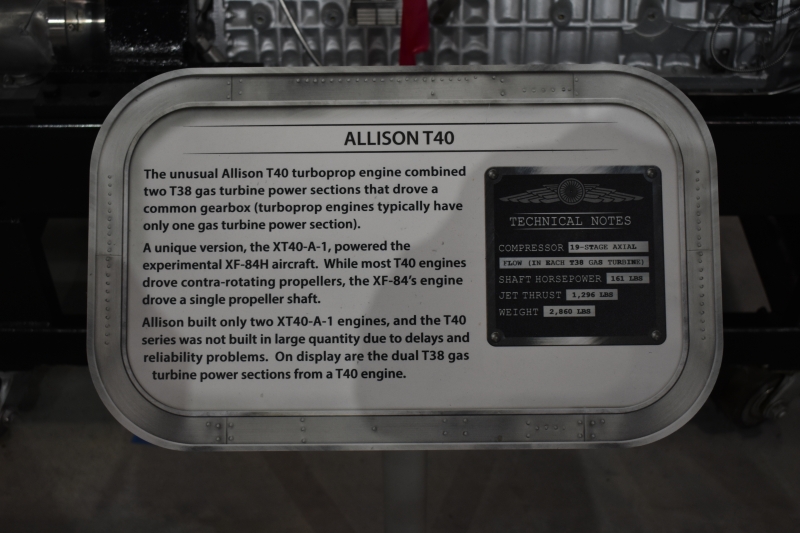 ALLISON T40
The unusual Allison T40 turboprop engine combined
two T38 gas turbine power sections that drove a
common gearbox (turboprop engines typically have
only one gas turbine power section).
A unique version, the XT40-A-1, powered the
experimental XF-84H aircraft. While most T40 engines
drove contra-rotating propellers, the XF-84's engine
drove a single propeller shaft.
Allison built only two XT40-A-1 engines, and the T40
series was not built in large quantity due to delays and
reliability problems. On display are the dual T38 gas
turbine power sections from a T40 engine.
TECHNICAL NOTES
COMPRESSOR 19-STAGE AXIAL
FLOW (IN EACH T38 GAS TURBINE)
SHAFT HORSEPOWER 161 LBS
JET THRUST 1,296 LBS
WEIGHT 2,860 LBS